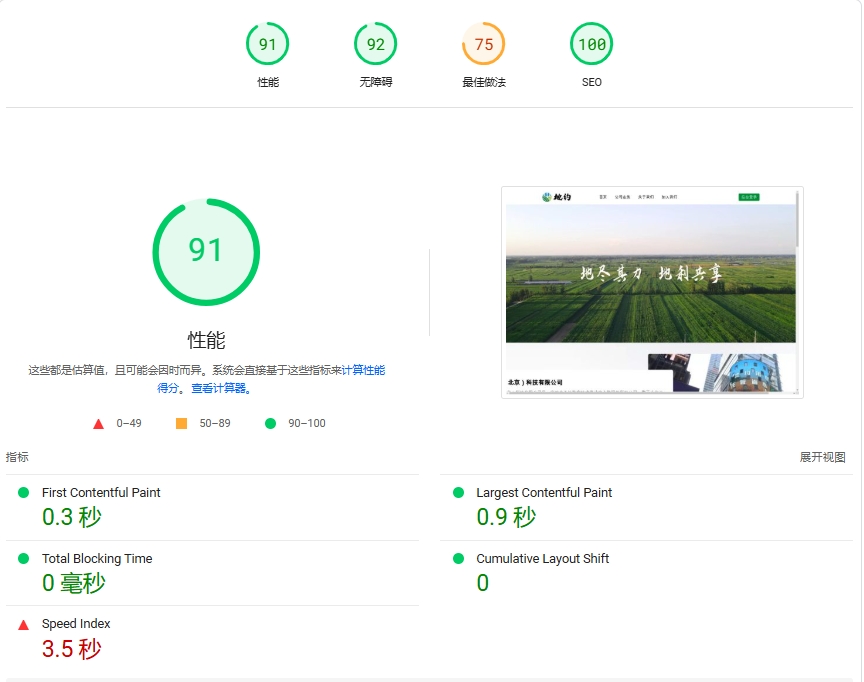 91
92
75
100
性能
无障碍
最佳做法
SEO
91
性能
这些都是估算值，且可能会因时而异。系统会直接基于这些指标来计算性能
得分。 查看计算器。
0–49
50–89
90–100
地尽其力 地利共享
北京）科技有限公司
指标
展开视图
First Contentful Paint
0.3 秒
Largest Contentful Paint
0.9 秒
Total Blocking Time
0 毫秒
Cumulative Layout Shift
0
Speed Index
3.5 秒